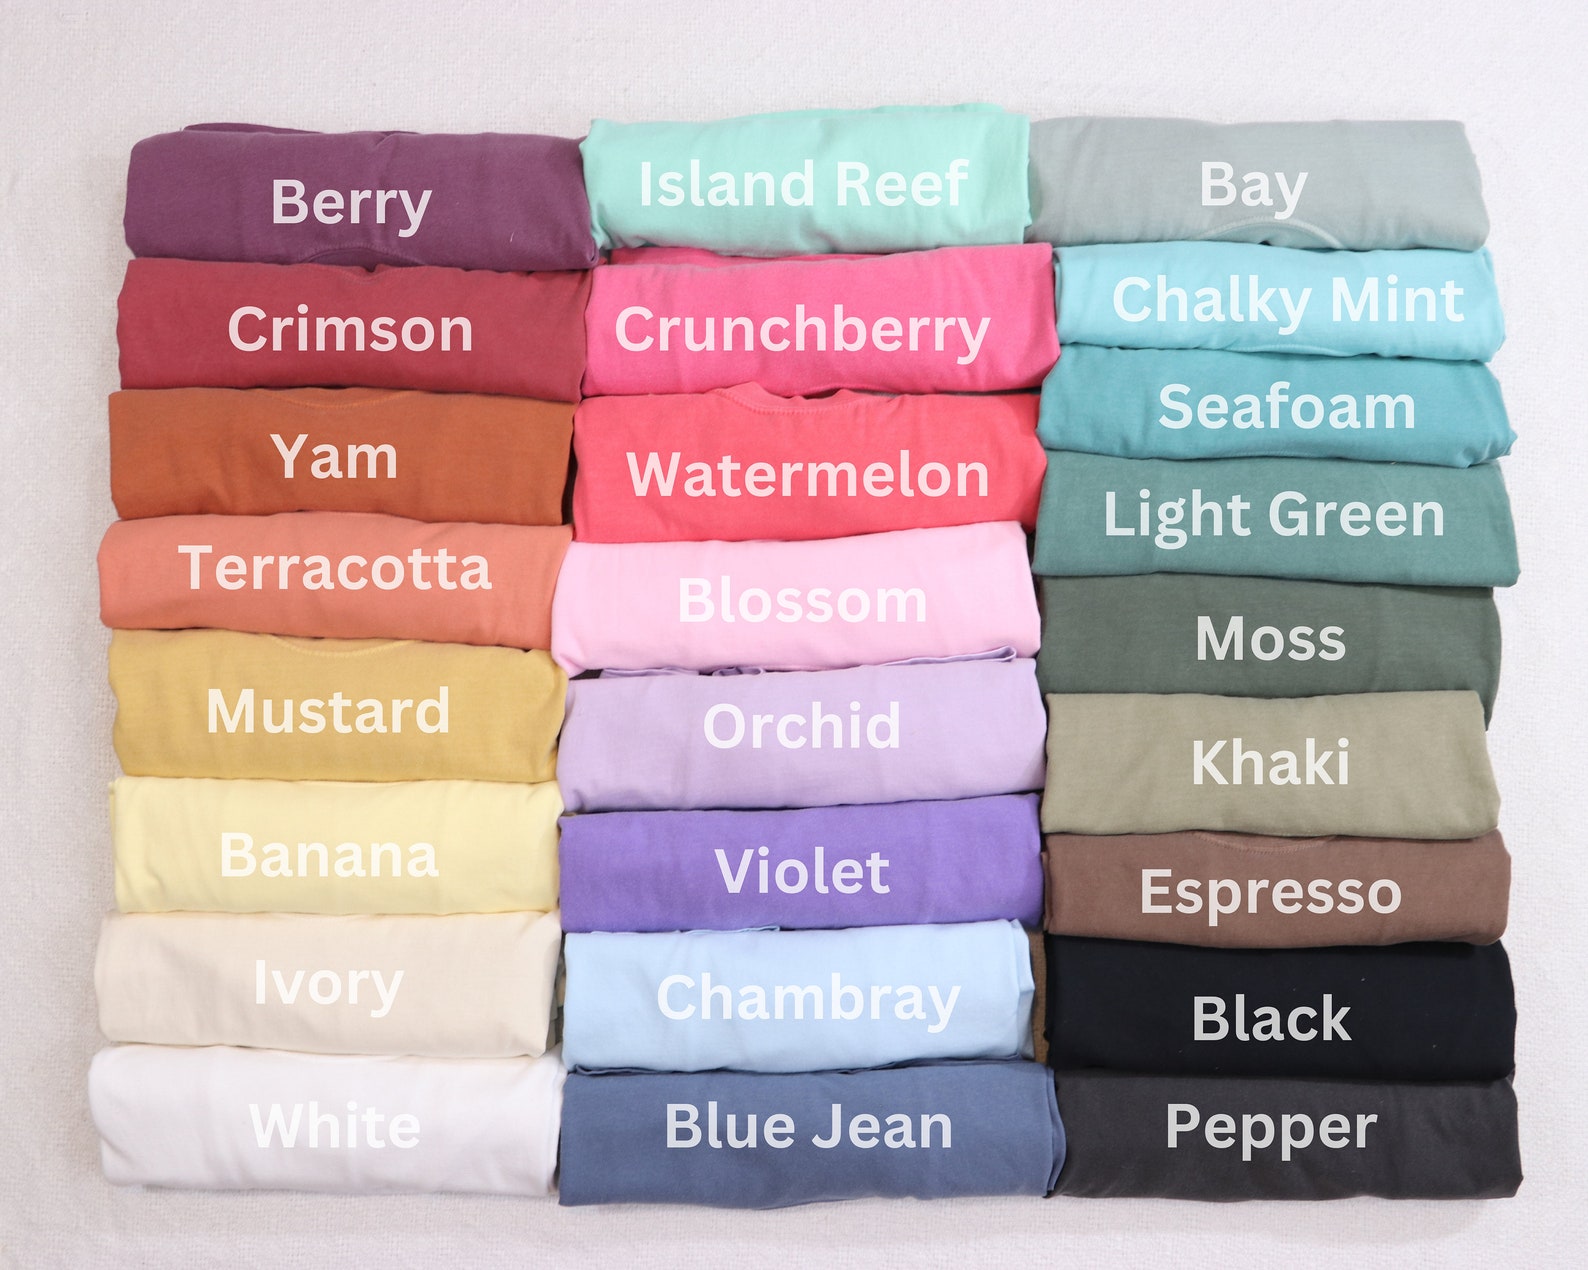 Berry
Crimson
Yam
Terracotta
Mustard
Banana
Ivory
White
Island Reef
Crunchberry
Watermelon
Blossom
Orchid
Violet
Chambray
Blue Jean
Bay
Chalky Mint
Seafoam
Light Green
Moss
Khaki
Espresso
Black
Pepper